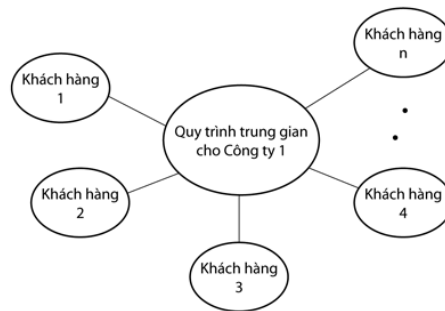 Khách hàng
n
Khách hàng
1
Quy trình trung gian
cho Công ty 1
Khách hàng
2
Khách hàng
4
Khách hàng
3